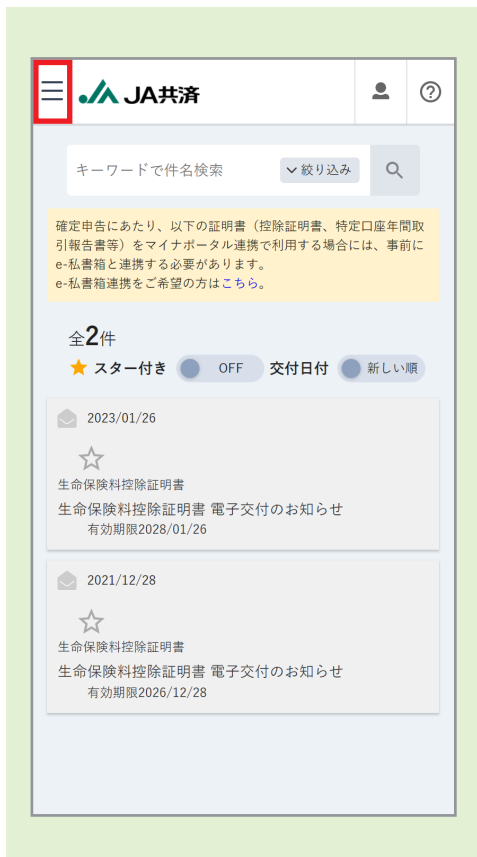 JA共済
キーワードで件名検索
絞り込み
確定申告にあたり、以下の証明書（控除証明書、特定口座年間取
引報告書等）をマイナポータル連携で利用する場合には、事前に
e-私書箱と連携する必要があります。
e-私書箱連携をご希望の方はこちら。
全2件
スター付き OFF 交付日付 新しい順
2023/01/26
生命保険料控除証明書
生命保険料控除証明書 電子交付のお知らせ
有効期限2028/01/26
2021/12/28
生命保険料控除証明書
生命保険料控除証明書 電子交付のお知らせ
有効期限2026/12/28